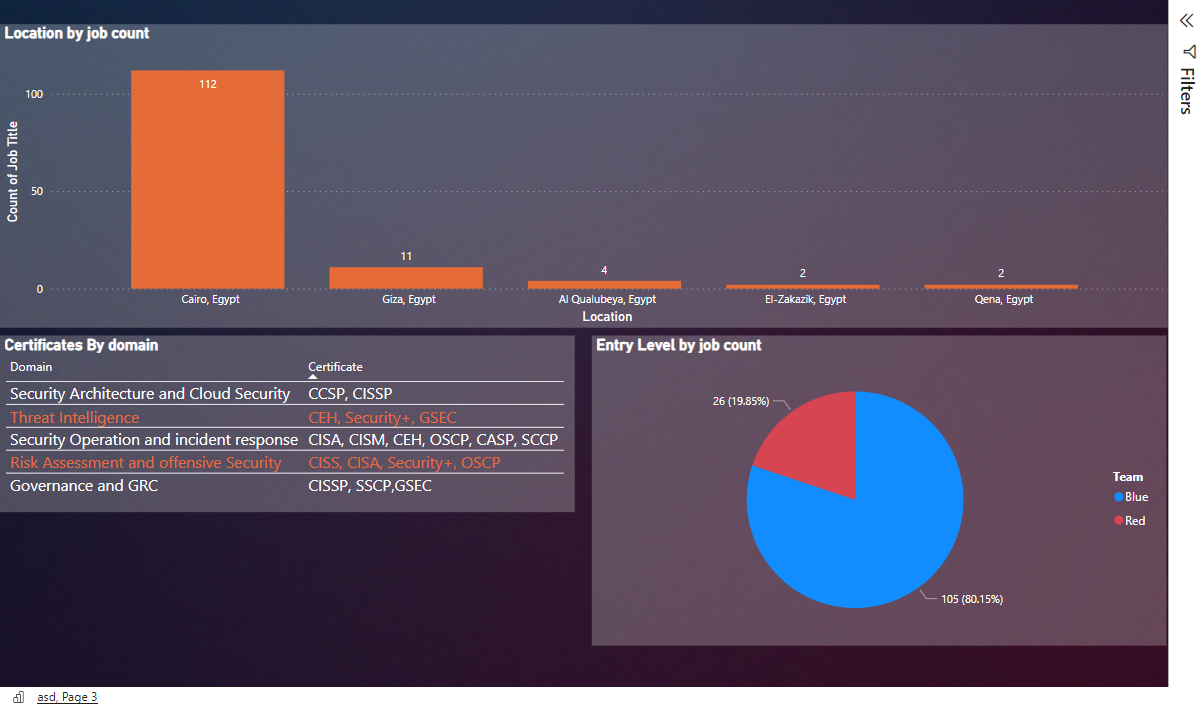 Location by job count
Count of Job Title
100
50
0
112
11
4
2
2
Cairo, Egypt
Giza, Egypt
Al Qualubeya, Egypt
El-Zakazik, Egypt
Qena, Egypt
Location
Filters
Certificates By domain
Domain Certificate
Security Architecture and Cloud Security CCSP, CISSP
Threat Intelligence CEH, Security+, GSEC
Security Operation and incident response CISA, CISM, CEH, OSCP, CASP, SCCP
Risk Assessment and offensive Security CISS, CISA, Security+, OSCP
Governance and GRC CISSP, SSCP,GSEC
Entry Level by job count
26 (19.85%)
105 (80.15%)
Team
Blue
Red
asd, Page 3